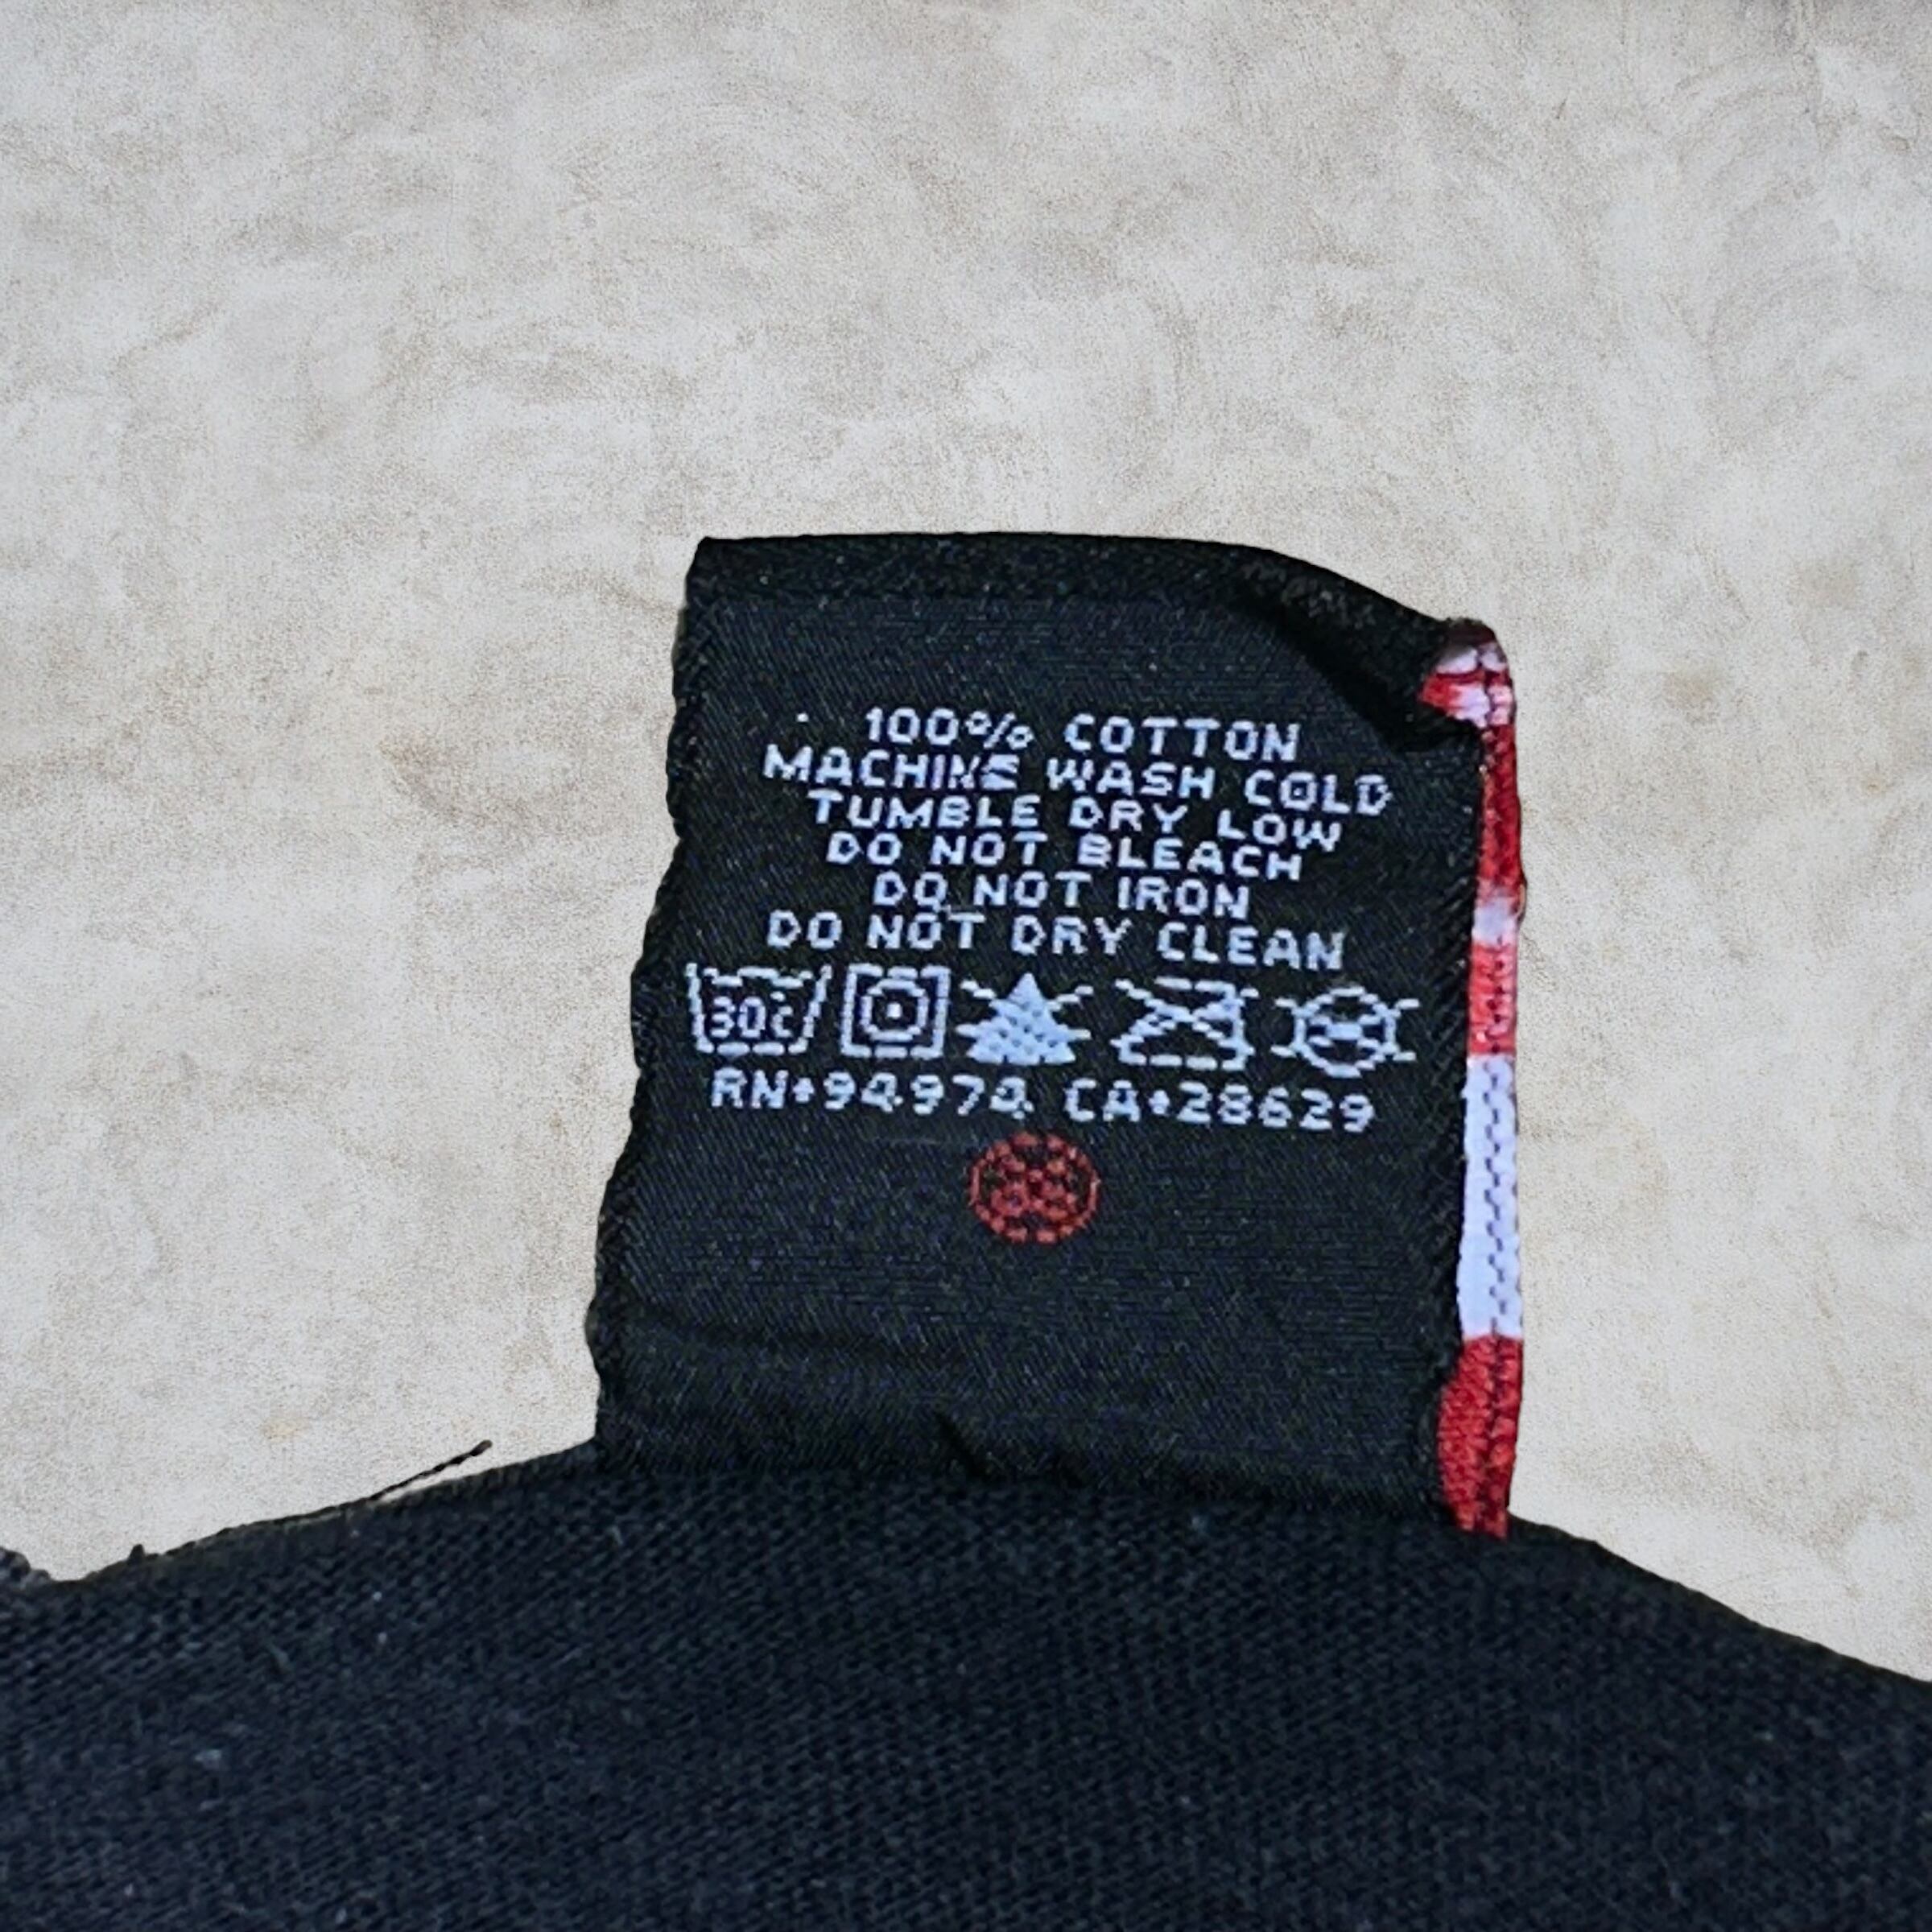 100% COTTON
MACHINE WASH COLD
TUMBLE DRY LOW
DO NOT BLEACH
DO NOT IRON
DO NOT DRY CLEAN
30c
RN•94974 CA•28629